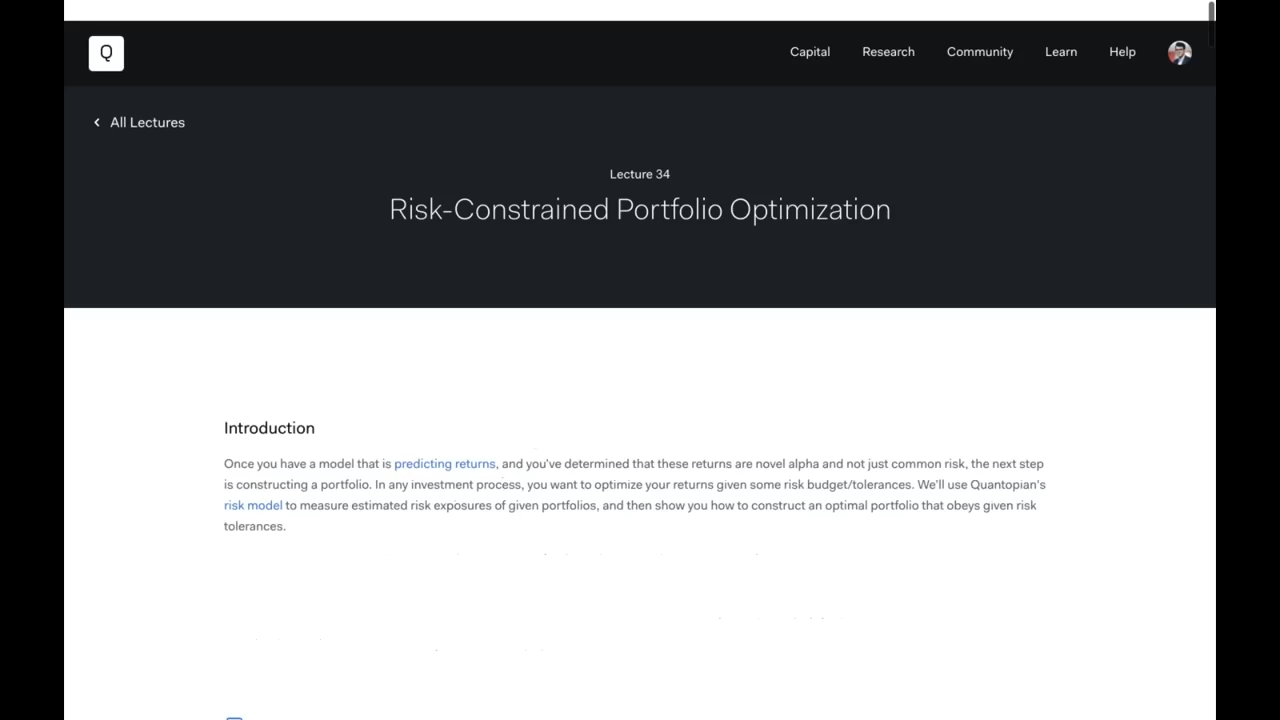 Q
Capital Research Community Learn Help
All Lectures
Lecture 34
Risk-Constrained Portfolio Optimization
Introduction
Once you have a model that is predicting returns, and you've determined that these returns are novel alpha and not just common risk, the next step
is constructing a portfolio. In any investment process, you want to optimize your returns given some risk budget/tolerances. We'll use Quantopian's
risk model to measure estimated risk exposures of given portfolios, and then show you how to construct an optimal portfolio that obeys given risk
tolerances.